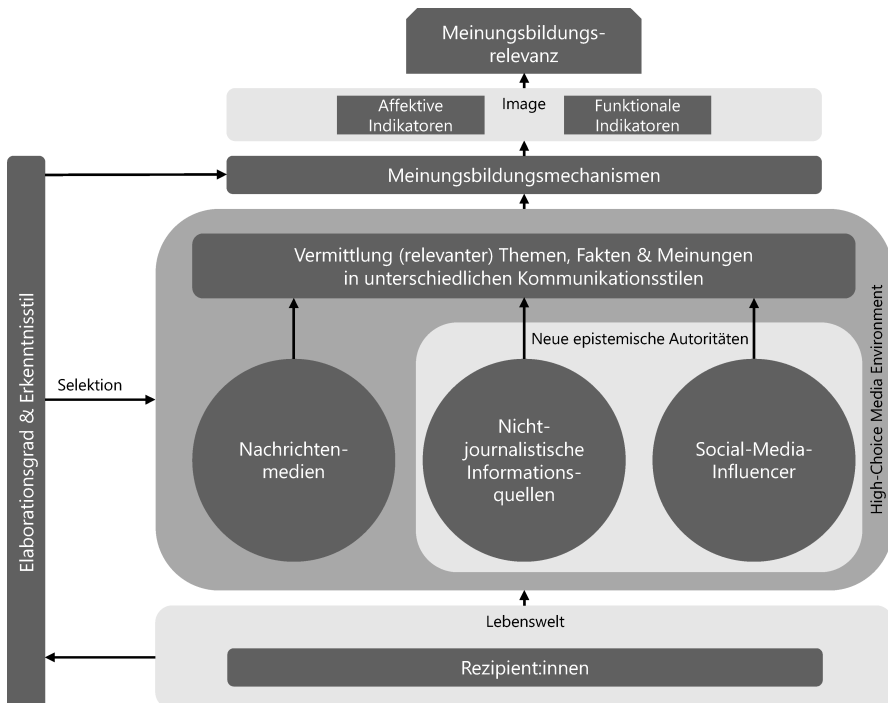 Meinungsbildungs-
relevanz
Affektive
Indikatoren
Image
Funktionale
Indikatoren
Meinungsbildungsmechanismen
Vermittlung (relevanter) Themen, Fakten & Meinungen
in unterschiedlichen Kommunikationsstilen
Neue epistemische Autoritäten
Elaborationsgrad & Erkenntnisstil
Selektion
Nachrichten-
medien
Nicht-
journalistische
Informations-
quellen
Social-Media-
Influencer
High-Choice Media Environment
Lebenswelt
Rezipient:innen